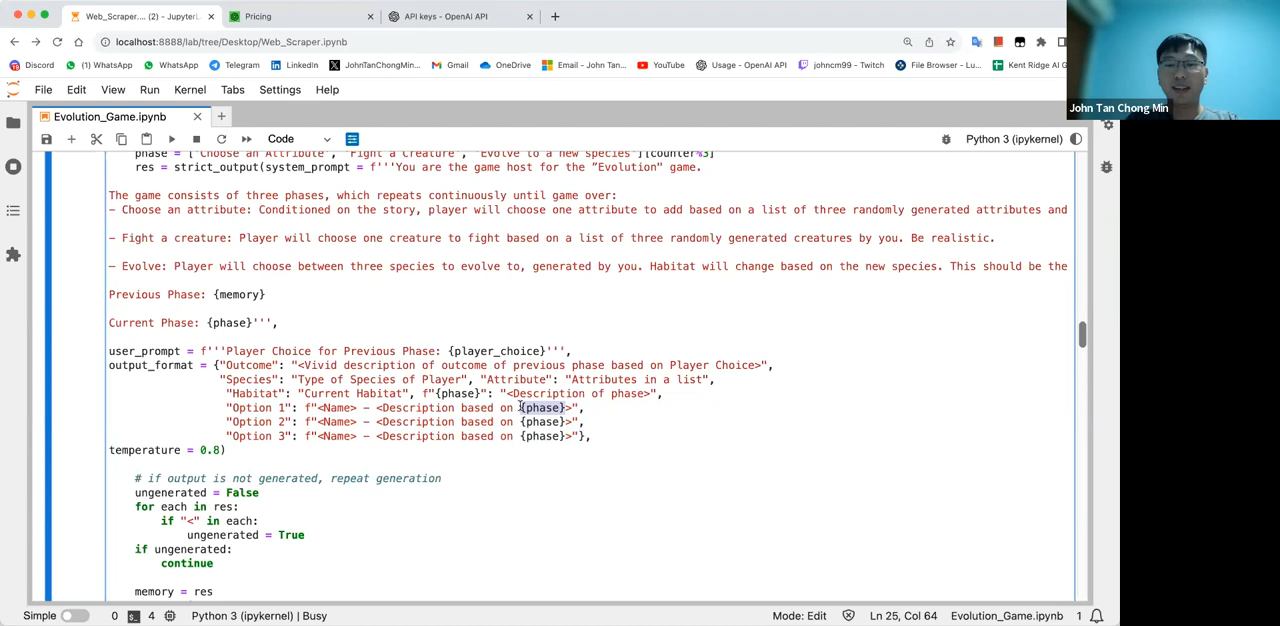 Web_Scraper.... (2) - JupyterL
Pricing
API keys - OpenAI API
localhost:8888/lab/tree/Desktop/Web_Scraper.ipynb
Discord
(1) WhatsApp
WhatsApp
Telegram
LinkedIn
JohnTanChongMin...
Gmail
OneDrive
Email - John Tan...
YouTube
Usage - OpenAI API
johncm99 - Twitch
File Browser - Lu...
Kent Ridge AI G
John Tan Chong Min
File Edit View Run Kernel Tabs Settings Help
Evolution_Game.ipynb
Code
Python 3 (ipykernel)
phase = ["Choose an Attribute", "Fight a Creature", "Evolve to a new species"][counter%3]
res = strict_output(system_prompt = f'''You are the game host for the "Evolution" game.
The game consists of three phases, which repeats continuously until game over:
- Choose an attribute: Conditioned on the story, player will choose one attribute to add based on a list of three randomly generated attributes and
- Fight a creature: Player will choose one creature to fight based on a list of three randomly generated creatures by you. Be realistic.
- Evolve: Player will choose between three species to evolve to, generated by you. Habitat will change based on the new species. This should be the
Previous Phase: {memory}
Current Phase: {phase}''',
user_prompt = f'''Player Choice for Previous Phase: {player_choice}''',
output_format = {"Outcome": "<Vivid description of outcome of previous phase based on Player Choice>",
"Species": "Type of Species of Player", "Attribute": "Attributes in a list",
"Habitat": "Current Habitat", f"{phase}": "<Description of phase>",
"Option 1": f"<Name> - <Description based on {phase}>",
"Option 2": f"<Name> - <Description based on {phase}>",
"Option 3": f"<Name> - <Description based on {phase}>"},
temperature = 0.8)
# if output is not generated, repeat generation
ungenerated = False
for each in res:
if "<" in each:
ungenerated = True
if ungenerated:
continue
memory = res
Simple
0
4
Python 3 (ipykernel) | Busy
Mode: Edit
Ln 25, Col 64
Evolution_Game.ipynb
1